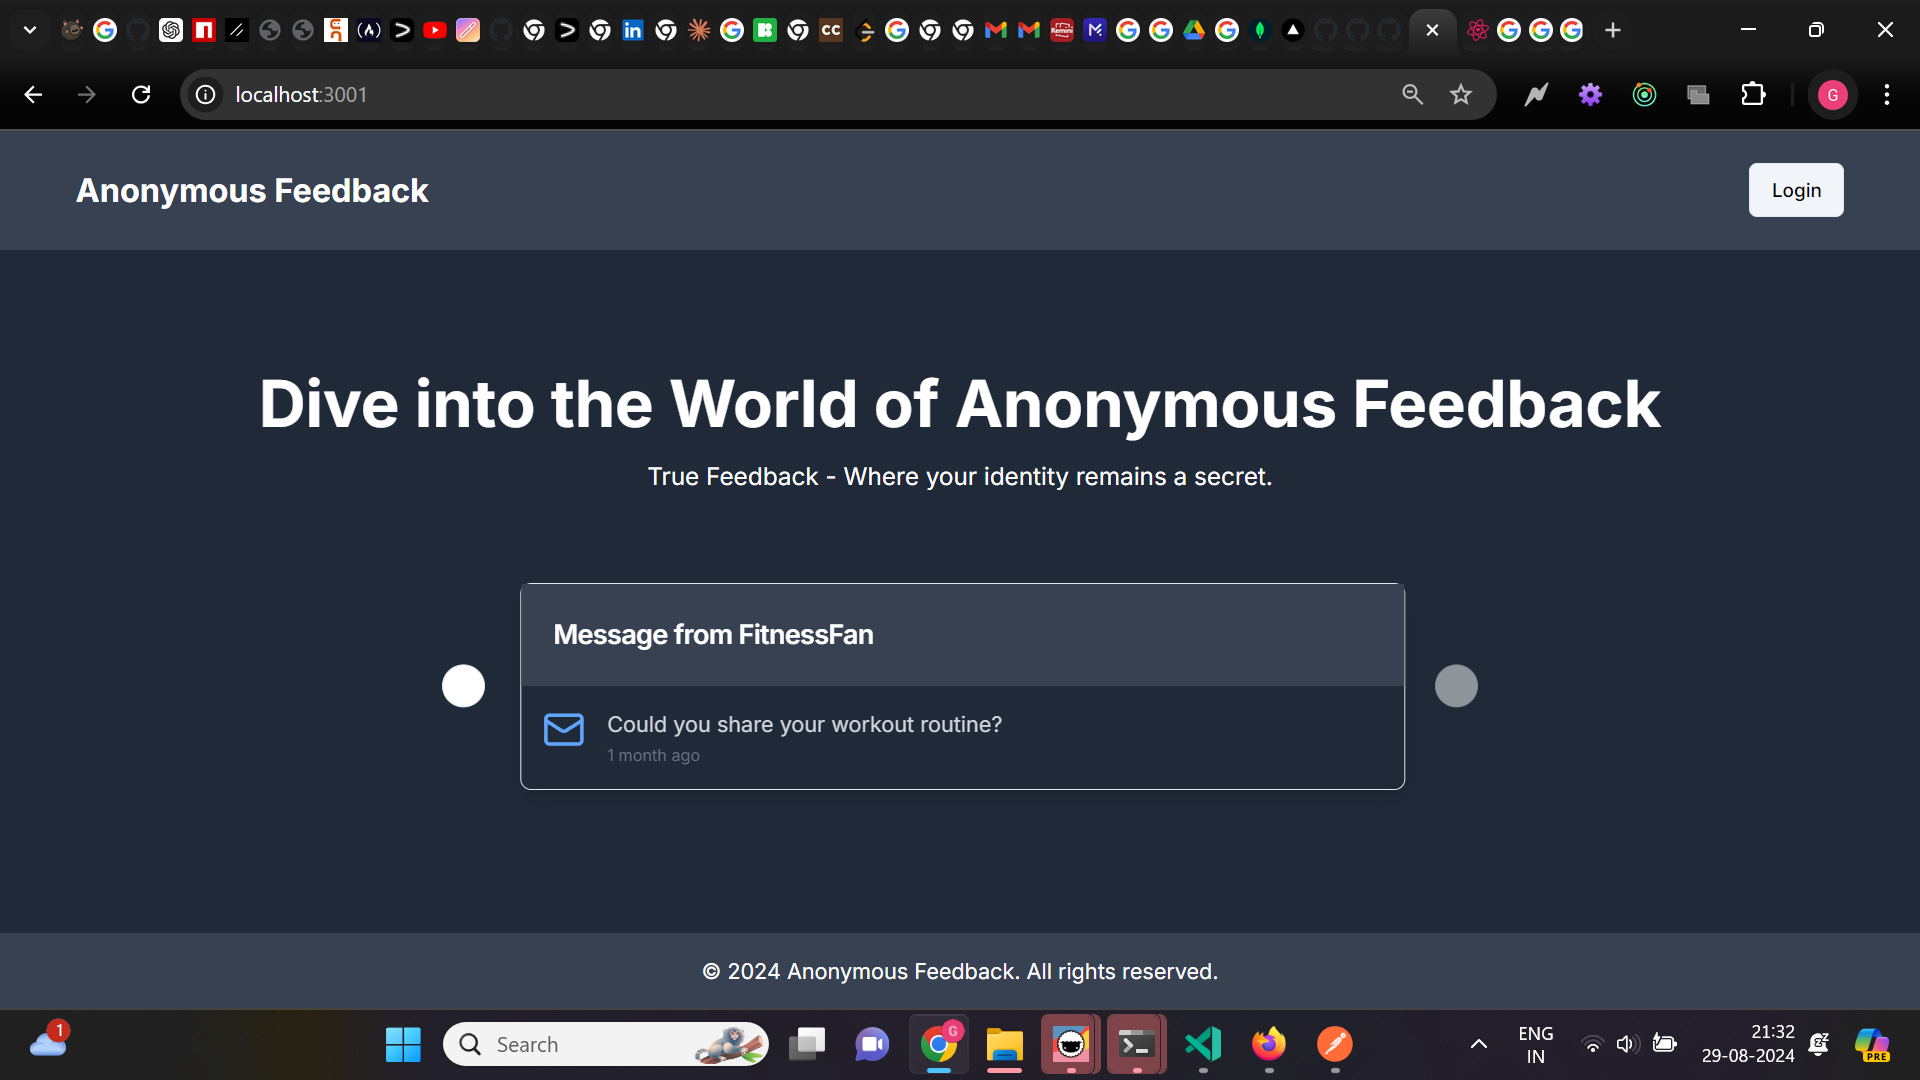 CC
localhost:3001
G
Anonymous Feedback
Login
Dive into the World of Anonymous Feedback
True Feedback - Where your identity remains a secret.
Message from FitnessFan
Could you share your workout routine?
1 month ago
© 2024 Anonymous Feedback. All rights reserved.
1
Search
G
ENG
IN
21:32
29-08-2024
PRE